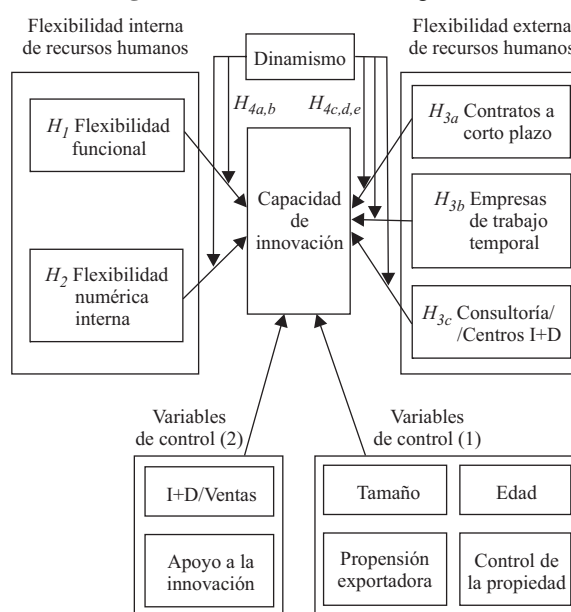 Flexibilidad interna
de recursos humanos
Dinamismo
Flexibilidad externa
de recursos humanos
H4a,b
H4c,d,e
H1 Flexibilidad
funcional
H2 Flexibilidad
numérica
interna
Capacidad
de
innovación
H3a Contratos a
corto plazo
H3b Empresas
de trabajo
temporal
H3c Consultoría/
/Centros I+D
Variables
de control (2)
I+D/Ventas
Apoyo a la
innovación
Variables
de control (1)
Tamaño
Edad
Propensión
exportadora
Control de
la propiedad